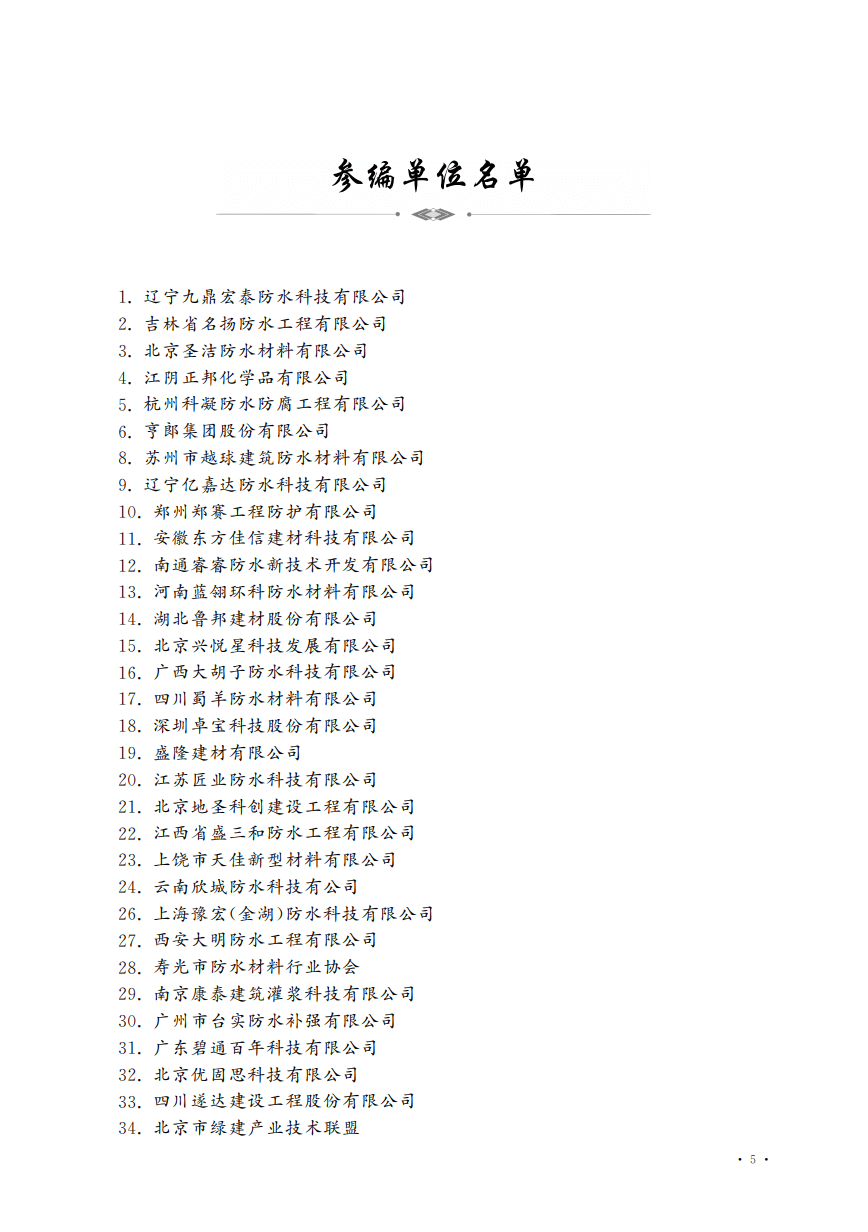 参编单位名单
1. 辽宁九鼎宏泰防水科技有限公司
2. 吉林省名扬防水工程有限公司
3. 北京圣洁防水材料有限公司
4. 江阴正邦化学品有限公司
5. 杭州科凝防水防腐工程有限公司
6. 亨郎集团股份有限公司
8. 苏州市越球建筑防水材料有限公司
9. 辽宁亿嘉达防水科技有限公司
10. 郑州郑赛工程防护有限公司
11. 安徽东方佳信建材科技有限公司
12. 南通睿睿防水新技术开发有限公司
13. 河南蓝翎环科防水材料有限公司
14. 湖北鲁邦建材股份有限公司
15. 北京兴悦星科技发展有限公司
16. 广西大胡子防水科技有限公司
17. 四川蜀羊防水材料有限公司
18. 深圳卓宝科技股份有限公司
19. 盛隆建材有限公司
20. 江苏匠业防水科技有限公司
21. 北京地圣科创建设工程有限公司
22. 江西省盛三和防水工程有限公司
23. 上饶市天佳新型材料有限公司
24. 云南欣城防水科技有公司
26. 上海豫宏(金湖)防水科技有限公司
27. 西安大明防水工程有限公司
28. 寿光市防水材料行业协会
29. 南京康泰建筑灌浆科技有限公司
30. 广州市台实防水补强有限公司
31. 广东碧通百年科技有限公司
32. 北京优固思科技有限公司
33. 四川遂达建设工程股份有限公司
34. 北京市绿建产业技术联盟
· 5 ·